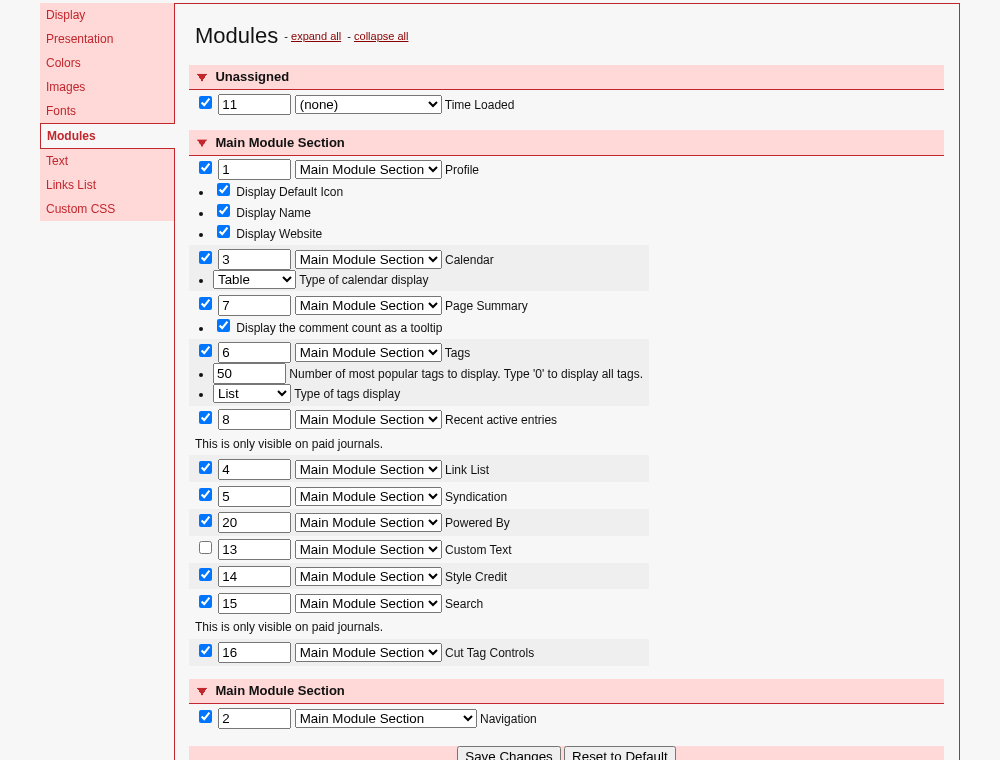 Display
Presentation
Colors
Images
Fonts
Modules
Text
Links List
Custom CSS
Modules - expand all - collapse all
Unassigned
11 (none) Time Loaded
Main Module Section
1 Main Module Section Profile
• Display Default Icon
• Display Name
• Display Website
3 Main Module Section Calendar
• Table Type of calendar display
7 Main Module Section Page Summary
• Display the comment count as a tooltip
6 Main Module Section Tags
• 50 Number of most popular tags to display. Type '0' to display all tags.
• List Type of tags display
8 Main Module Section Recent active entries
This is only visible on paid journals.
4 Main Module Section Link List
5 Main Module Section Syndication
20 Main Module Section Powered By
13 Main Module Section Custom Text
14 Main Module Section Style Credit
15 Main Module Section Search
This is only visible on paid journals.
16 Main Module Section Cut Tag Controls
Main Module Section
2 Main Module Section Navigation
Save Changes Reset to Default